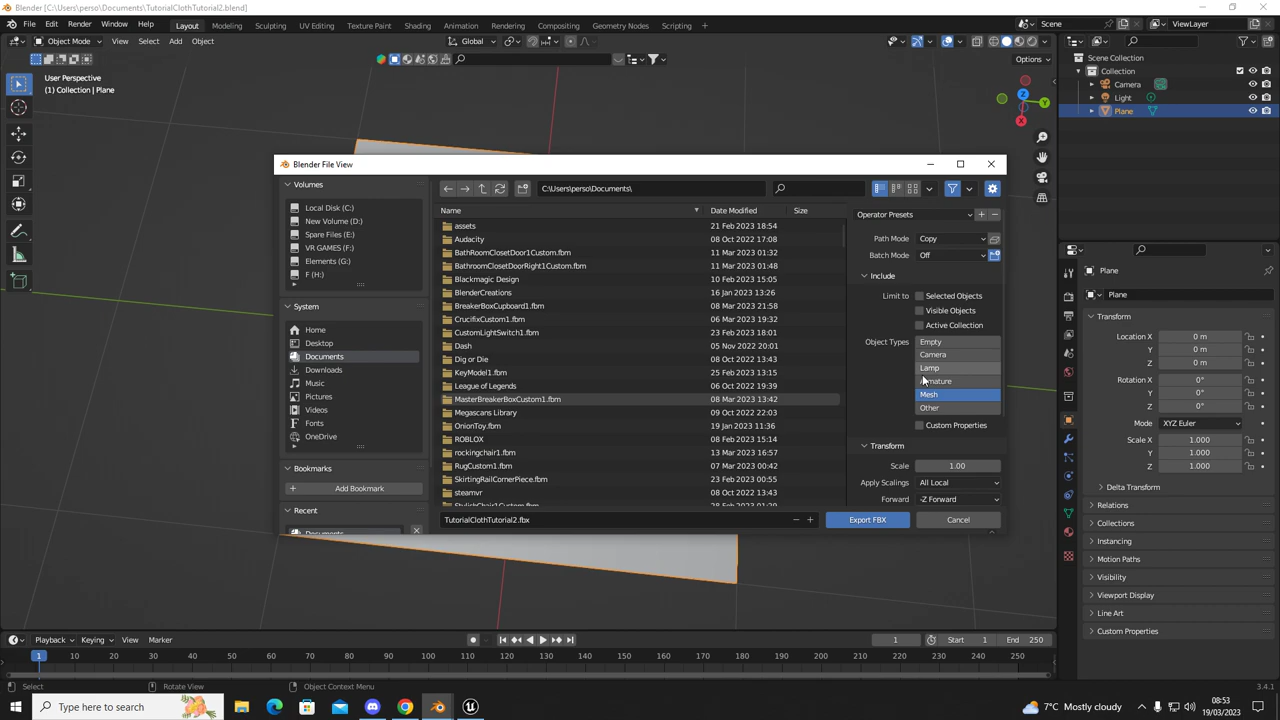 Blender [C:\Users\perso\Documents\TutorialClothTutorial2.blend]
File Edit Render Window Help Layout Modeling Sculpting UV Editing Texture Paint Shading Animation Rendering Compositing Geometry Nodes Scripting + Scene ViewLayer
Object Mode View Select Add Object Global
Options
User Perspective
(1) Collection | Plane
Scene Collection
Collection
Camera
Light
Plane
Blender File View
Volumes
Local Disk (C:)
New Volume (D:)
Spare Files (E:)
VR GAMES (F:)
Elements (G:)
F (H:)
System
Home
Desktop
Documents
Downloads
Music
Pictures
Videos
Fonts
OneDrive
Bookmarks
Add Bookmark
Recent
Documents
C:\Users\perso\Documents\
Name Date Modified Size
assets 21 Feb 2023 18:54
Audacity 08 Oct 2022 17:08
BathRoomClosetDoor1Custom.fbm 11 Mar 2023 01:32
BathroomClosetDoorRight1Custom.fbm 11 Mar 2023 01:48
Blackmagic Design 10 Feb 2023 15:05
BlenderCreations 16 Jan 2023 13:26
BreakerBoxCupboard1.fbm 08 Mar 2023 21:58
CrucifixCustom1.fbm 06 Mar 2023 19:32
CustomLightSwitch1.fbm 23 Feb 2023 18:01
Dash 05 Nov 2022 20:01
Dig or Die 08 Oct 2022 13:43
KeyModel1.fbm 25 Feb 2023 13:15
League of Legends 06 Oct 2022 19:39
MasterBreakerBoxCustom1.fbm 08 Mar 2023 13:42
Megascans Library 09 Oct 2022 22:03
OnionToy.fbm 19 Jan 2023 11:36
ROBLOX 08 Feb 2023 15:14
rockingchair1.fbm 13 Mar 2023 16:57
RugCustom1.fbm 07 Mar 2023 00:42
SkirtingRailCornerPiece.fbm 23 Feb 2023 00:55
steamvr 08 Oct 2022 13:43
StylishChair1Custom.fbm 28 Feb 2023 01:29
TutorialClothTutorial2.fbx
Export FBX Cancel
Operator Presets
Path Mode Copy
Batch Mode Off
Include
Limit to Selected Objects
Visible Objects
Active Collection
Object Types Empty
Camera
Lamp
Armature
Mesh
Other
Custom Properties
Transform
Scale 1.00
Apply Scalings All Local
Forward -Z Forward
Plane
Plane
Transform
Location X 0 m
Y 0 m
Z 0 m
Rotation X 0°
Y 0°
Z 0°
Mode XYZ Euler
Scale X 1.000
Y 1.000
Z 1.000
Delta Transform
Relations
Collections
Instancing
Motion Paths
Visibility
Viewport Display
Line Art
Custom Properties
Playback Keying View Marker
1 Start 1 End 250
1 10 20 30 40 50 60 70 80 90 100 110 120 130 140 150 160 170 180 190 200 210 220 230 240 250
Select Rotate View Object Context Menu 3.4.1
Type here to search
7°C Mostly cloudy
08:53
19/03/2023